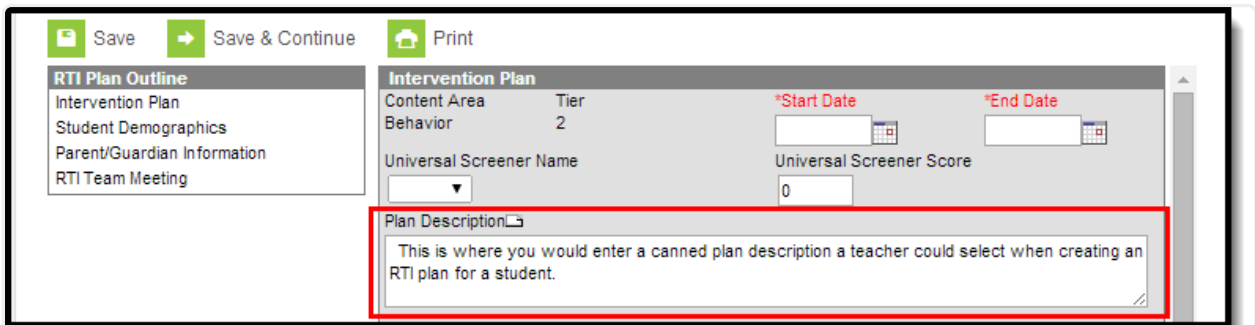 Save Save & Continue Print
RTI Plan Outline
Intervention Plan
Student Demographics
Parent/Guardian Information
RTI Team Meeting
Intervention Plan
Content Area Tier *Start Date *End Date
Behavior 2
Universal Screener Name Universal Screener Score
0
Plan Description
This is where you would enter a canned plan description a teacher could select when creating an
RTI plan for a student.